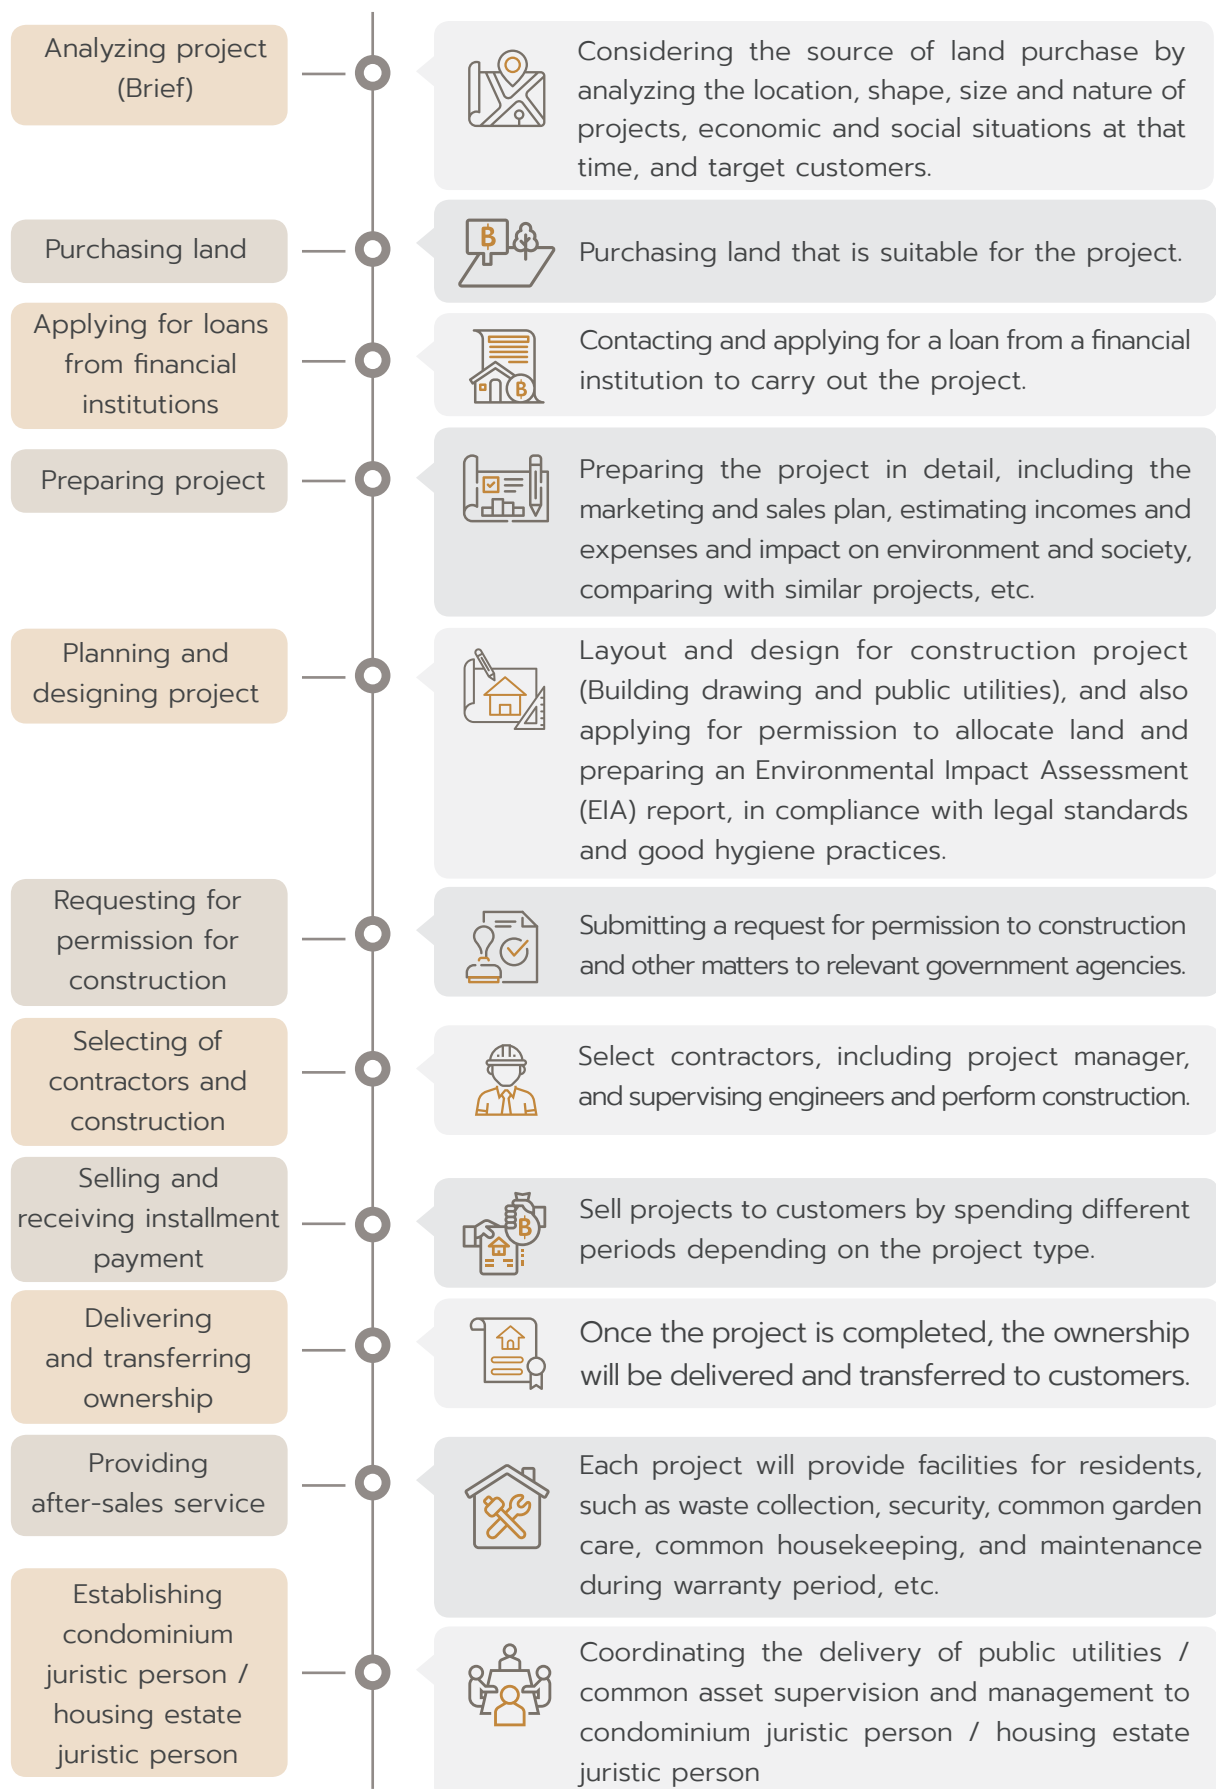 Analyzing project
(Brief)
Considering the source of land purchase by
analyzing the location, shape, size and nature of
projects, economic and social situations at that
time, and target customers.
Purchasing land
฿
Purchasing land that is suitable for the project.
Applying for loans
from financial
institutions
฿
Contacting and applying for a loan from a financial
institution to carry out the project.
Preparing project
Preparing the project in detail, including the
marketing and sales plan, estimating incomes and
expenses and impact on environment and society,
comparing with similar projects, etc.
Planning and
designing project
Layout and design for construction project
(Building drawing and public utilities), and also
applying for permission to allocate land and
preparing an Environmental Impact Assessment
(EIA) report, in compliance with legal standards
and good hygiene practices.
Requesting for
permission for
construction
Submitting a request for permission to construction
and other matters to relevant government agencies.
Selecting of
contractors and
construction
Select contractors, including project manager,
and supervising engineers and perform construction.
Selling and
receiving installment
payment
฿
Sell projects to customers by spending different
periods depending on the project type.
Delivering
and transferring
ownership
Once the project is completed, the ownership
will be delivered and transferred to customers.
Providing
after-sales service
Each project will provide facilities for residents,
such as waste collection, security, common garden
care, common housekeeping, and maintenance
during warranty period, etc.
Establishing
condominium
juristic person /
housing estate
juristic person
Coordinating the delivery of public utilities /
common asset supervision and management to
condominium juristic person / housing estate
juristic person